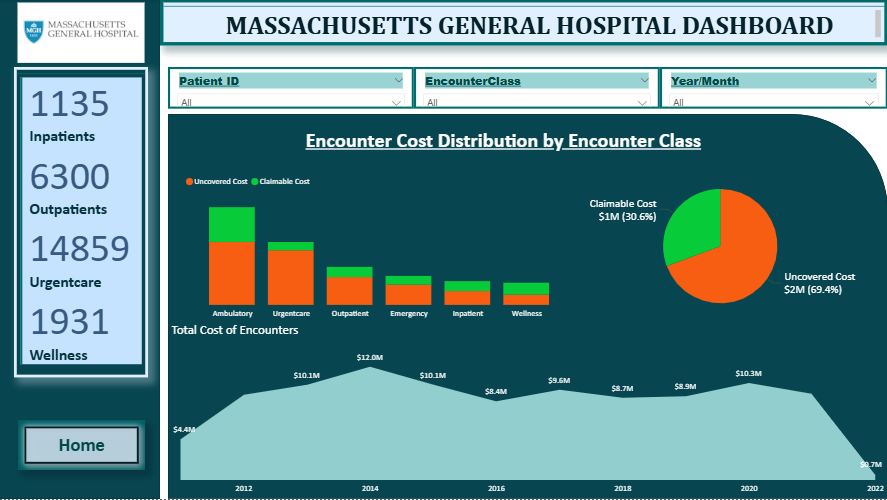 MASSACHUSETTS
GENERAL HOSPITAL
MGH
1811
MASSACHUSETTS GENERAL HOSPITAL DASHBOARD
Patient ID
All
EncounterClass
All
Year/Month
All
1135
Inpatients
6300
Outpatients
14859
Urgentcare
1931
Wellness
Home
Encounter Cost Distribution by Encounter Class
Uncovered Cost Claimable Cost
Ambulatory Urgentcare Outpatient Emergency Inpatient Wellness
Claimable Cost
$1M (30.6%)
Uncovered Cost
$2M (69.4%)
Total Cost of Encounters
$4.4M $10.1M $12.0M $10.1M $8.4M $9.6M $8.7M $8.9M $10.3M $0.7M
2012 2014 2016 2018 2020 2022